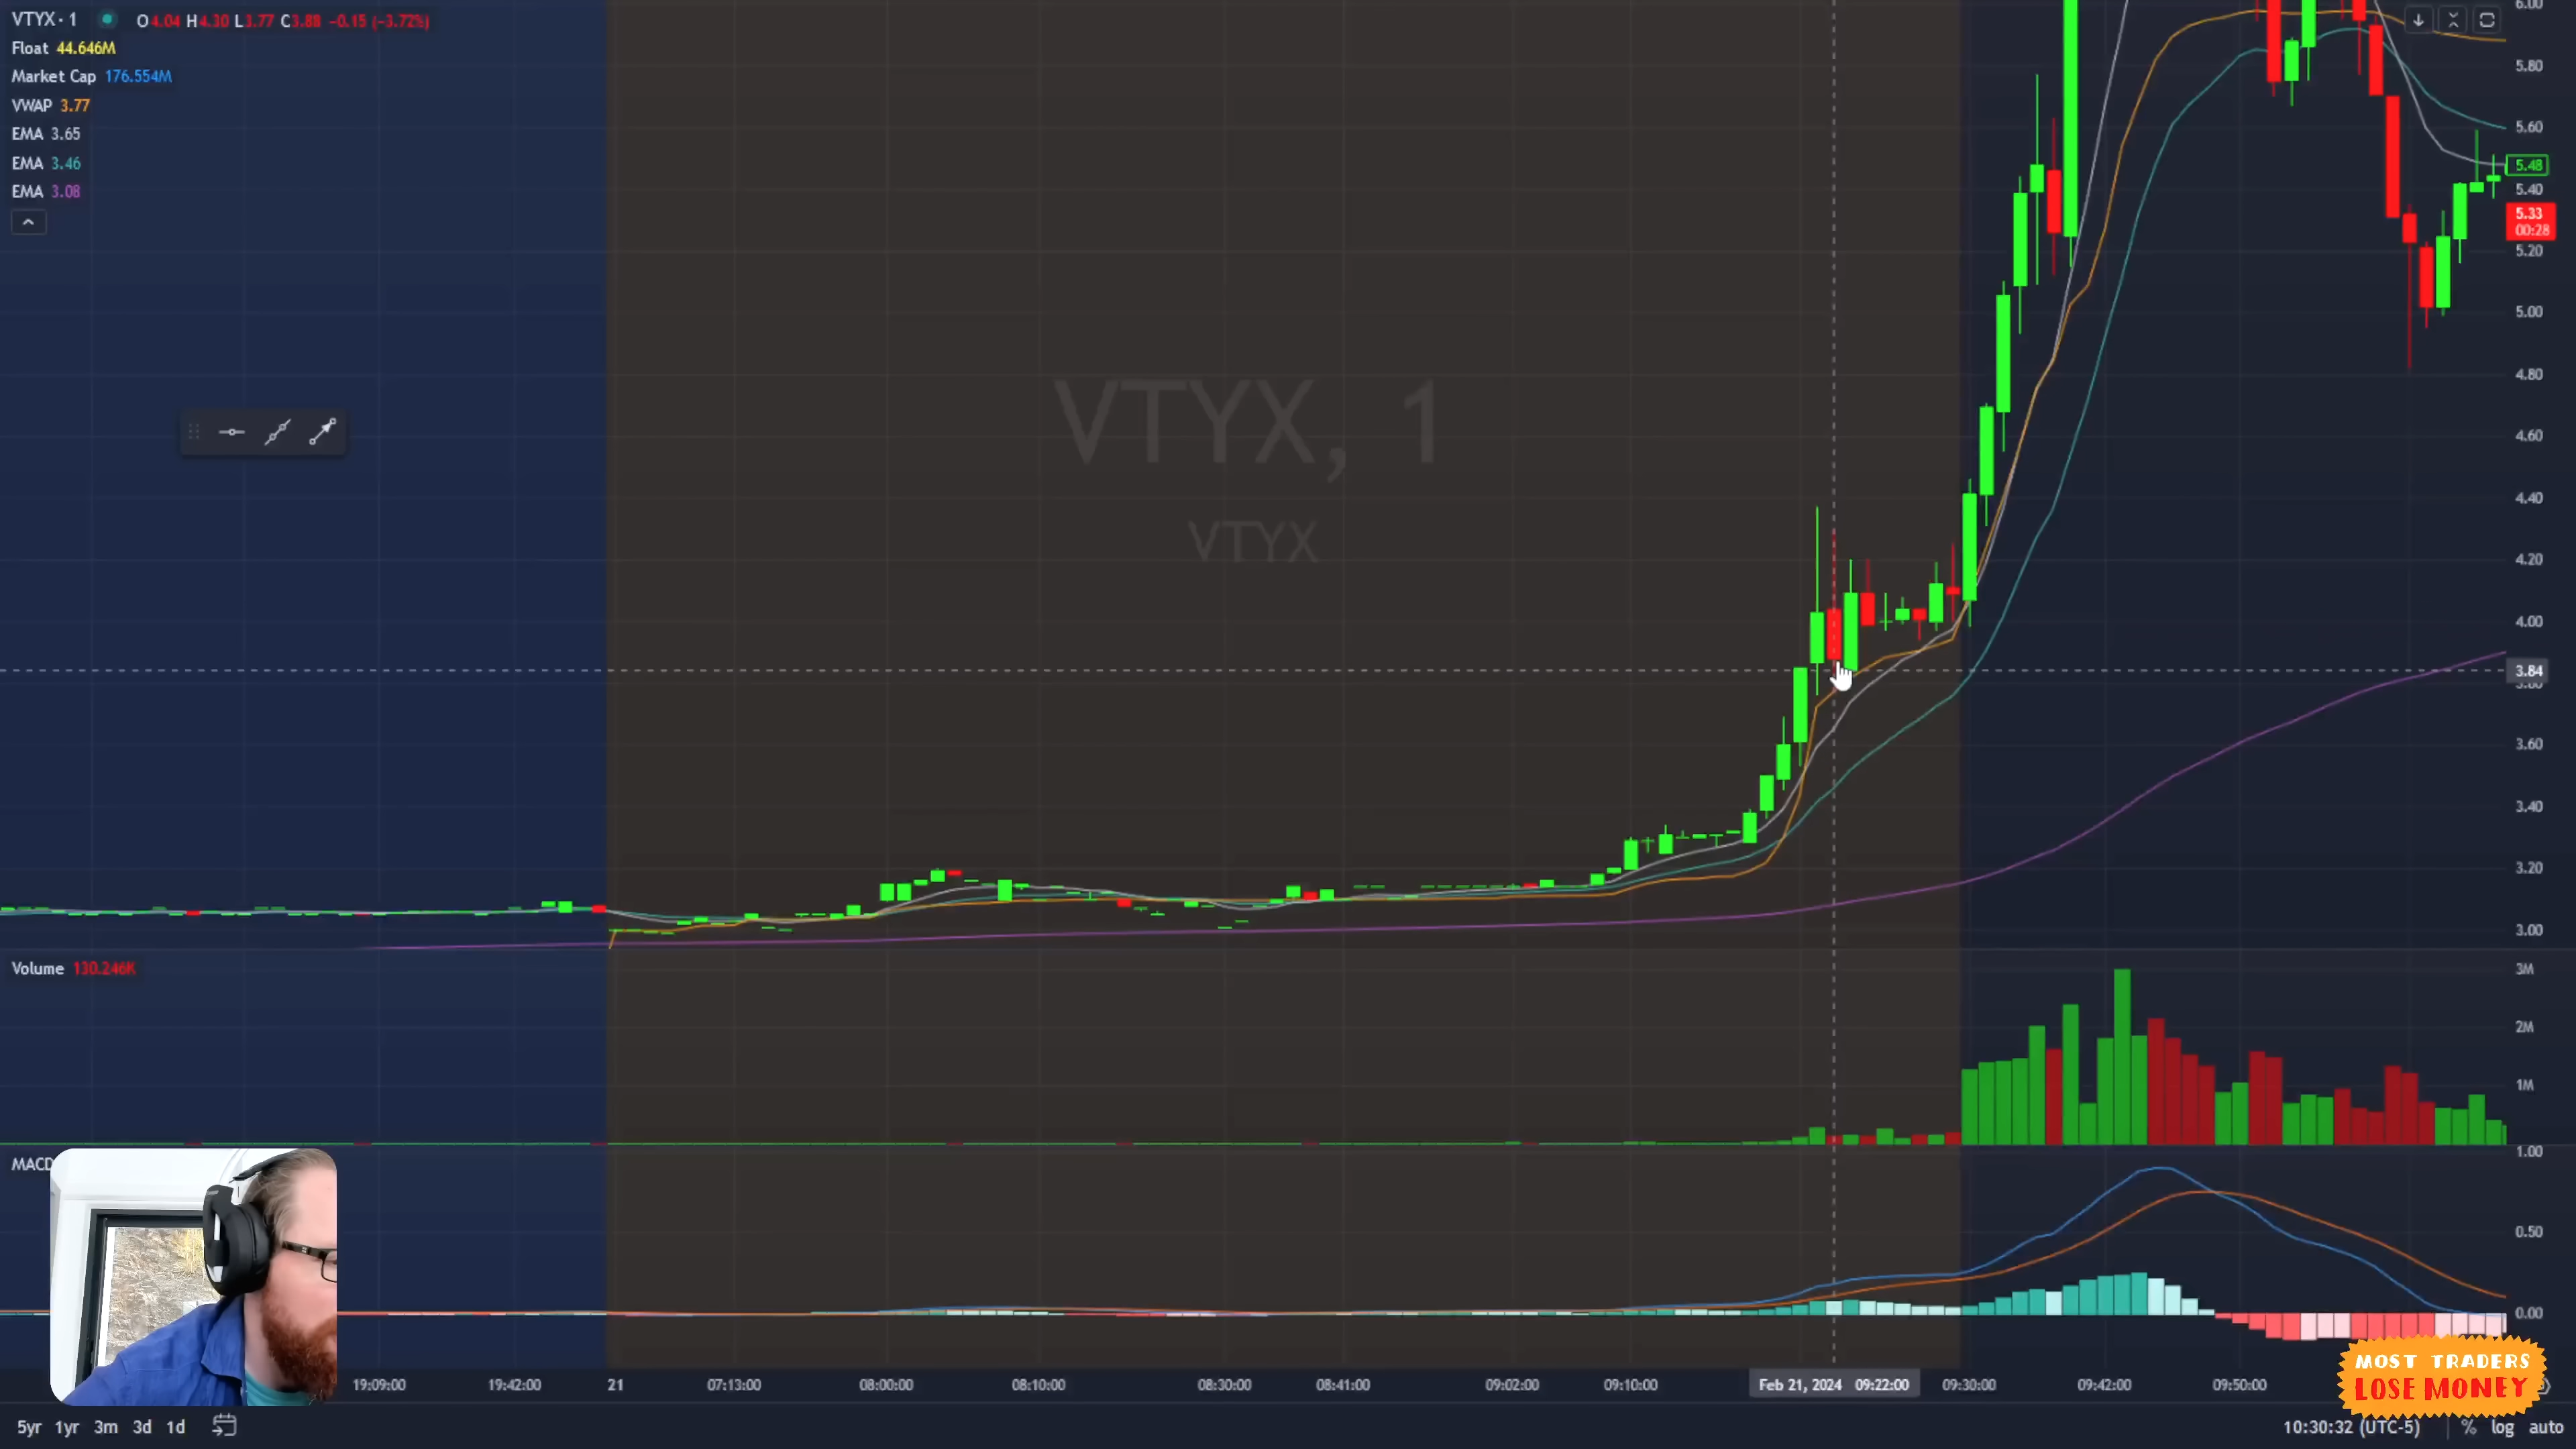 VTYX · 1 O4.04 H4.30 L3.77 C3.88 -0.15 (-3.72%)
Float 44.646M
Market Cap 176.554M
VWAP 3.77
EMA 3.65
EMA 3.46
EMA 3.08
VTYX, 1
VTYX
6.00
5.80
5.60
5.48
5.40
5.33
00:28
5.20
5.00
4.80
4.60
4.40
4.20
4.00
3.84
3.80
3.60
3.40
3.20
3.00
Volume 130.246K
3M
2M
1M
MACD
1.00
0.50
0.00
MOST TRADERS
LOSE MONEY
19:09:00 19:42:00 21 07:13:00 08:00:00 08:10:00 08:30:00 08:41:00 09:02:00 09:10:00 Feb 21, 2024 09:22:00 09:30:00 09:42:00 09:50:00
5yr 1yr 3m 3d 1d 10:30:32 (UTC-5) % log auto